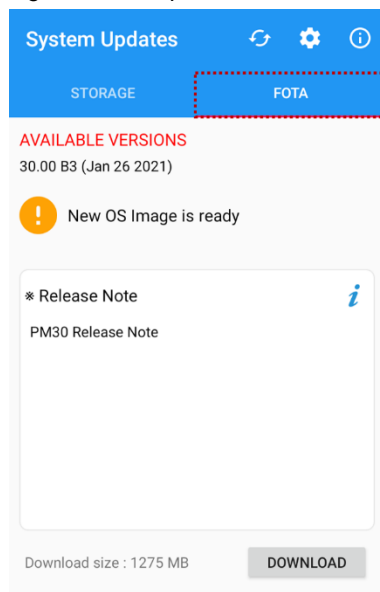 System Updates
STORAGE
FOTA
AVAILABLE VERSIONS
30.00 B3 (Jan 26 2021)
New OS Image is ready
※ Release Note
PM30 Release Note
Download size : 1275 MB
DOWNLOAD